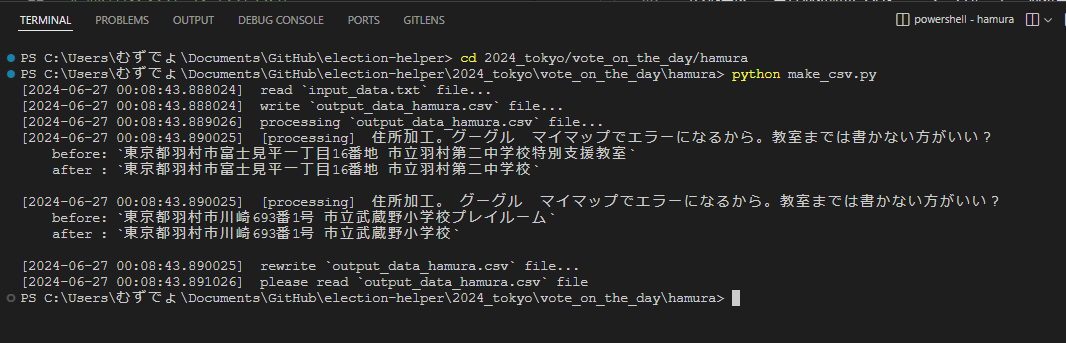 TERMINAL PROBLEMS OUTPUT DEBUG CONSOLE PORTS GITLENS powershell - hamura
PS C:\Users\むずでょ\Documents\GitHub\election-helper> cd 2024_tokyo/vote_on_the_day/hamura
PS C:\Users\むずでょ\Documents\GitHub\election-helper\2024_tokyo\vote_on_the_day\hamura> python make_csv.py
[2024-06-27 00:08:43.888024]  read `input_data.txt` file...
[2024-06-27 00:08:43.888024]  write `output_data_hamura.csv` file...
[2024-06-27 00:08:43.889026]  processing `output_data_hamura.csv` file...
[2024-06-27 00:08:43.890025]  [processing]  住所加工。グーグル　マイマップでエラーになるから。教室までは書かない方がいい？
    before: `東京都羽村市富士見平一丁目16番地 市立羽村第二中学校特別支援教室`
    after : `東京都羽村市富士見平一丁目16番地 市立羽村第二中学校`
[2024-06-27 00:08:43.890025]  [processing]  住所加工。 グーグル　マイマップでエラーになるから。教室までは書かない方がいい？
    before: `東京都羽村市川崎693番1号 市立武蔵野小学校プレイルーム`
    after : `東京都羽村市川崎693番1号 市立武蔵野小学校`
[2024-06-27 00:08:43.890025]  rewrite `output_data_hamura.csv` file...
[2024-06-27 00:08:43.891026]  please read `output_data_hamura.csv` file
PS C:\Users\むずでょ\Documents\GitHub\election-helper\2024_tokyo\vote_on_the_day\hamura>